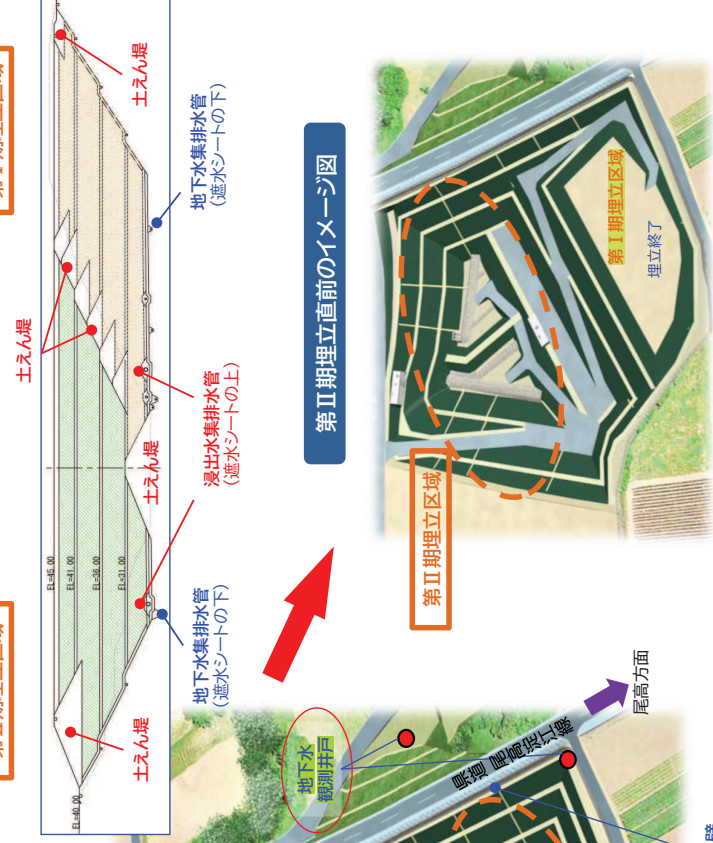 土えん堤
土えん堤
土えん堤
土えん堤
土えん堤
EL=45.00
EL=41.00
EL=36.00
EL=31.00
EL=40.00
地下水集排水管
(遮水シートの下)
浸出水集排水管
(遮水シートの上)
地下水集排水管
(遮水シートの下)
第Ⅱ期埋立直前のイメージ図
第Ⅱ期埋立区域
第Ⅰ期埋立区域
埋立終了
地下水
観測井戸
県道 尾高淀江線
尾高方面